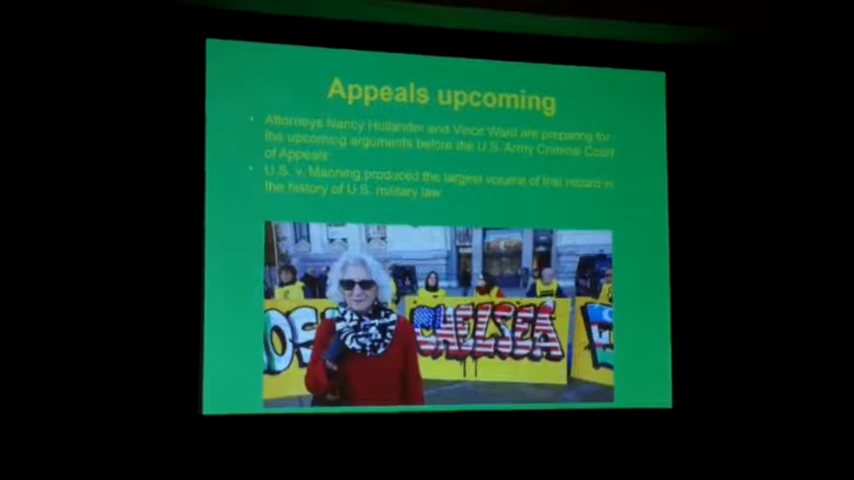 Appeals upcoming
• Attorneys Nancy Hollander and Vince Ward are preparing for
the upcoming arguments before the U.S. Army Criminal Court
of Appeals
• U.S. v. Manning produced the largest volume of trial record in
the history of U.S. military law
OS
CHELSEA